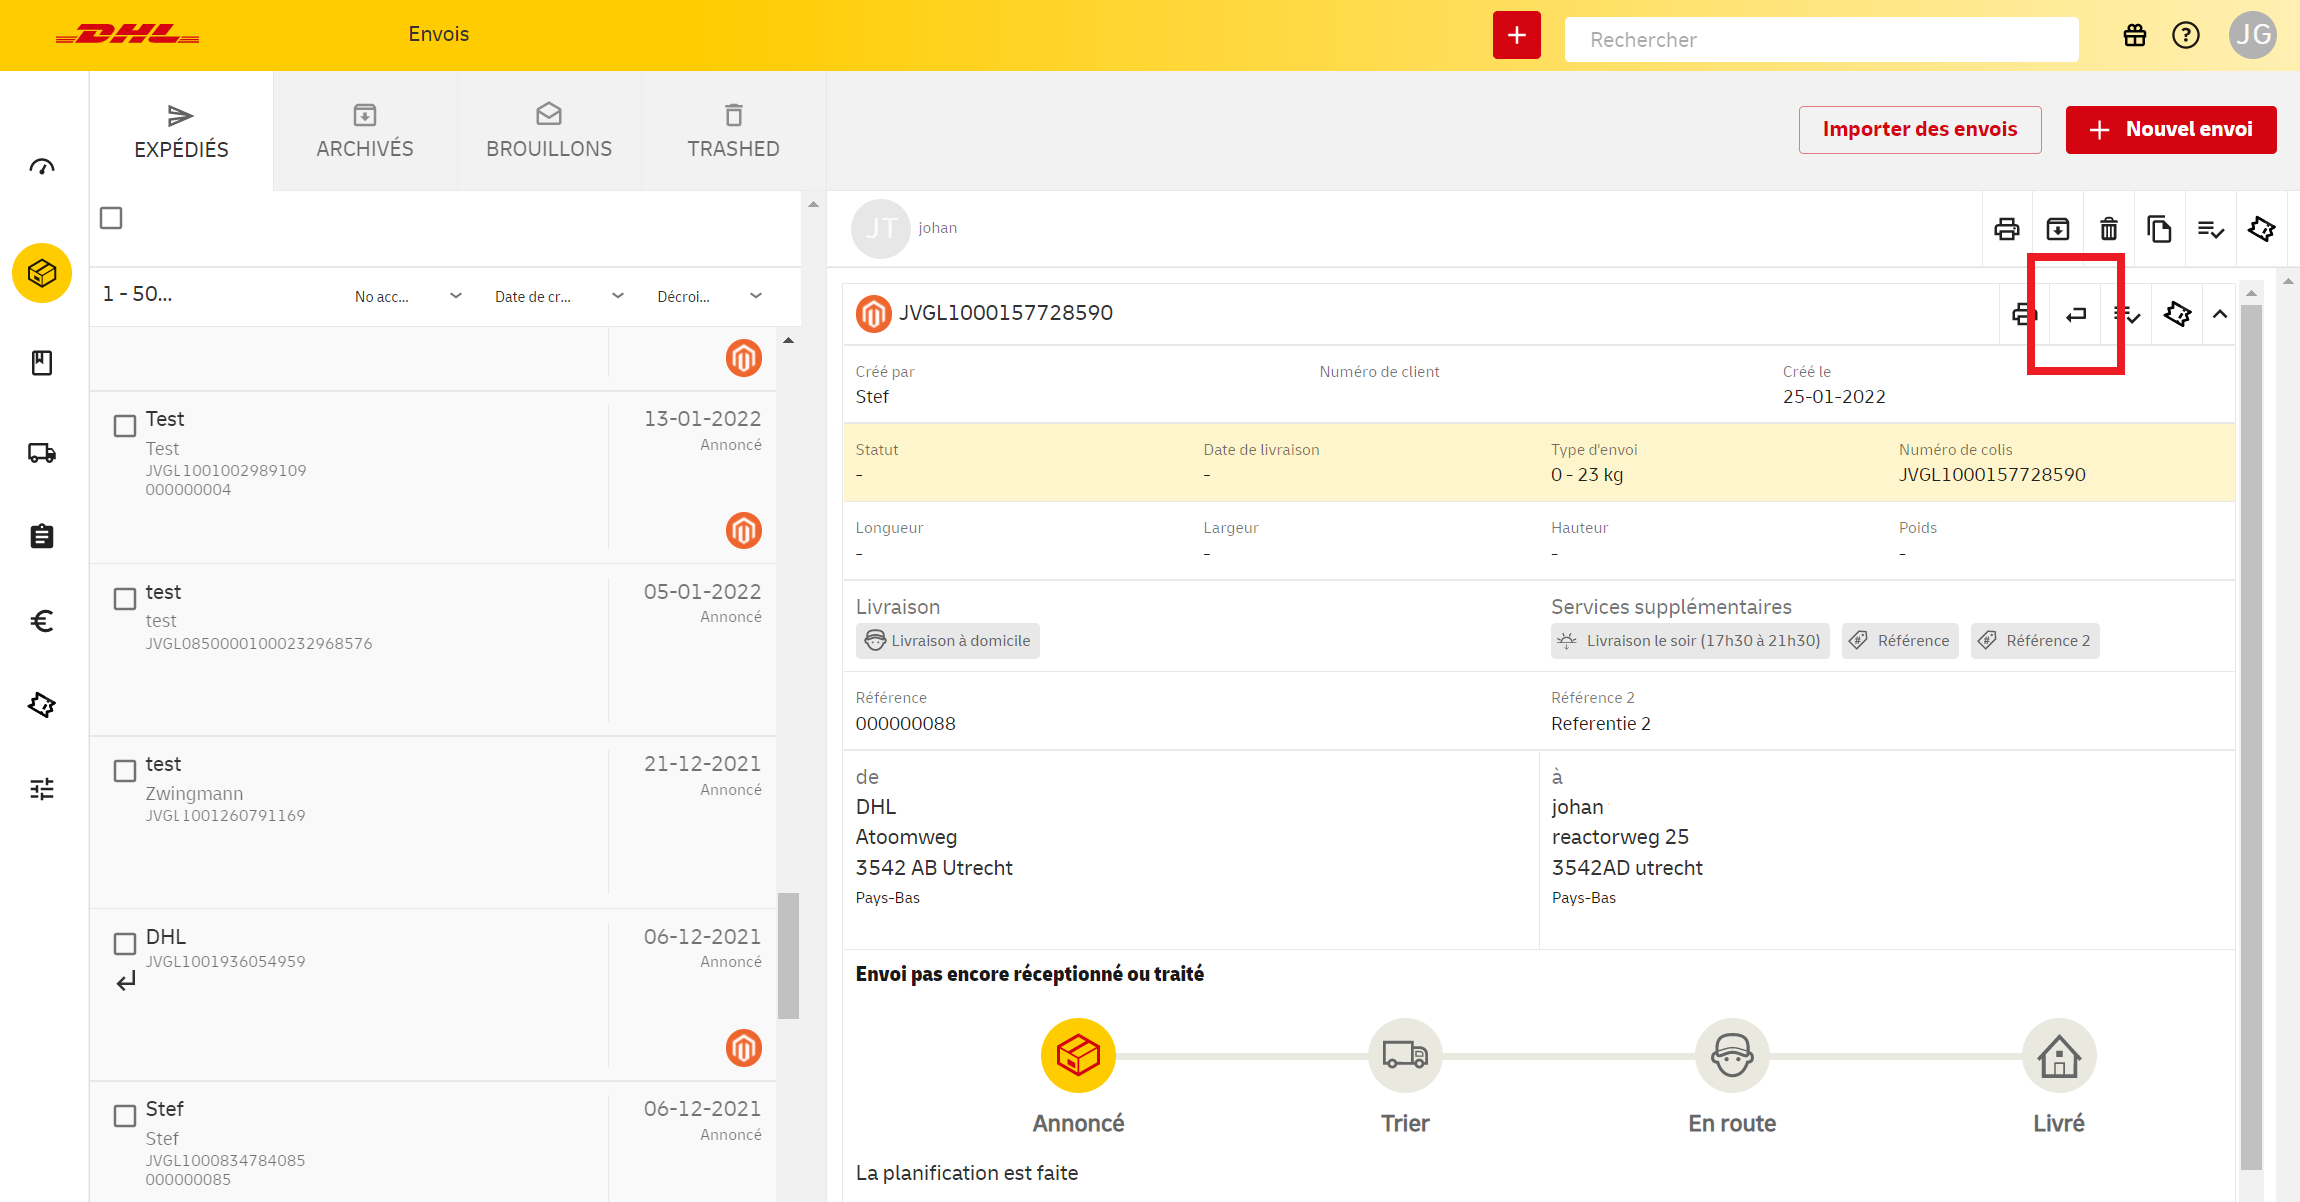 DHL
Envois
Rechercher
JG
EXPÉDIÉS
ARCHIVÉS
BROUILLONS
TRASHED
Importer des envois
Nouvel envoi
1 - 50...
No acc...
Date de cr...
Décroi...
Test
13-01-2022
Test
Annoncé
JVGL1001002989109
000000004
test
05-01-2022
test
Annoncé
JVGL08500001000232968576
test
21-12-2021
Zwingmann
Annoncé
JVGL1001260791169
DHL
06-12-2021
JVGL1001936054959
Annoncé
Stef
06-12-2021
Stef
Annoncé
JVGL1000834784085
000000085
JT
johan
JVGL1000157728590
Créé par
Numéro de client
Créé le
Stef
25-01-2022
Statut
Date de livraison
Type d'envoi
Numéro de colis
-
-
0 - 23 kg
JVGL1000157728590
Longueur
Largeur
Hauteur
Poids
-
-
-
-
Livraison
Services supplémentaires
Livraison à domicile
Livraison le soir (17h30 à 21h30)
Référence
Référence 2
Référence
Référence 2
000000088
Referentie 2
de
DHL
Atoomweg
3542 AB Utrecht
Pays-Bas
à
johan
reactorweg 25
3542AD utrecht
Pays-Bas
Envoi pas encore réceptionné ou traité
Annoncé
Trier
En route
Livré
La planification est faite